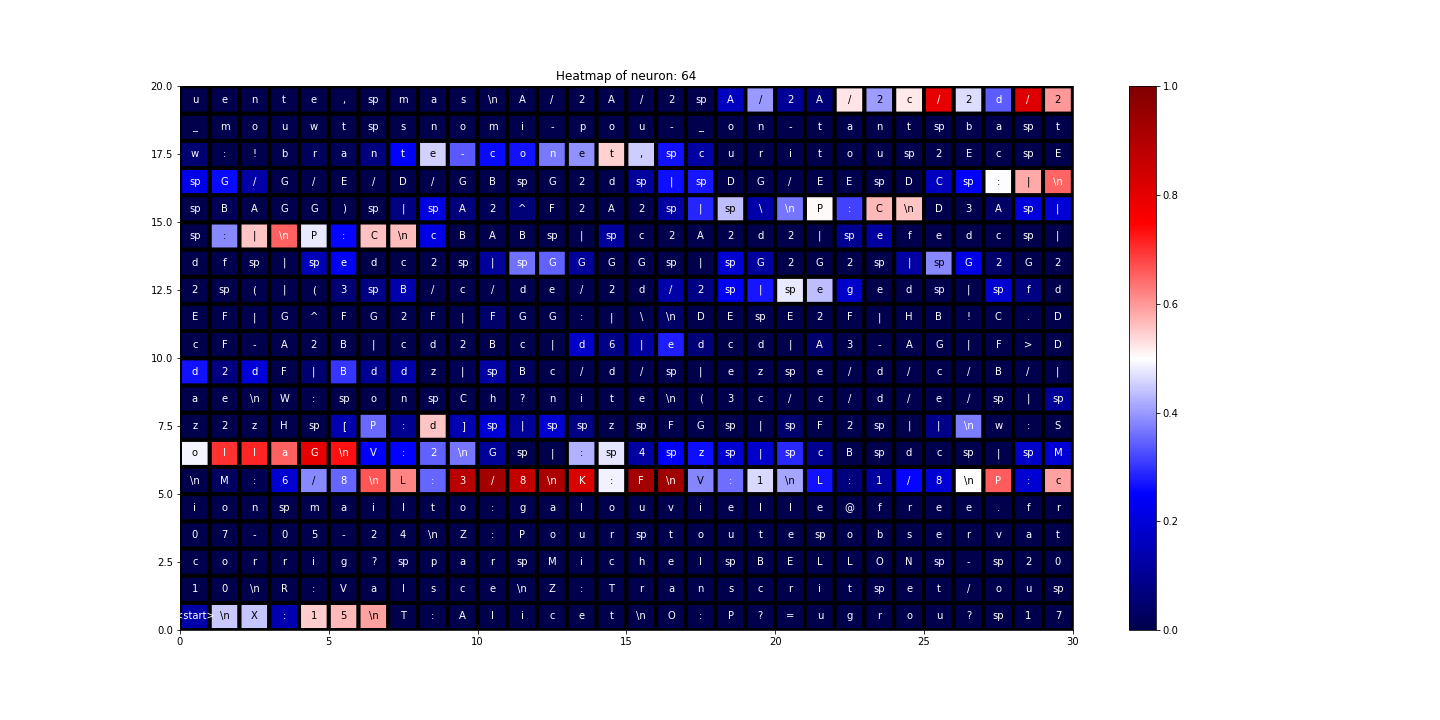 Heatmap of neuron: 64
20.0 u e n t e , sp m a s \n A / 2 A / 2 sp A / 2 A / 2 c / 2 d / 2 1.0
_ m o u w t sp s n o m i - p o u - _ o n - t a n t sp b a sp t
17.5 w : ! b r a n t e - c o n e t , sp c u r i t o u sp 2 E c sp E
sp G / G / E / D / G B sp G 2 d sp | sp D G / E E sp D C sp : | \n 0.8
15.0 sp B A G G ) sp | sp A 2 ^ F 2 A 2 sp | sp \ \n P : C \n D 3 A sp |
sp : | \n P : C \n c B A B sp | sp c 2 A 2 d 2 | sp e f e d c sp |
d f sp | sp e d c 2 sp | sp G G G G sp | sp G 2 G 2 sp | sp G 2 G 2
12.5 2 sp ( | ( 3 sp B / c / d e / 2 d / 2 sp | sp e g e d sp | sp f d 0.6
E F | G ^ F G 2 F | F G G : | \ \n D E sp E 2 F | H B ! C . D
10.0 c F - A 2 B | c d 2 B c | d 6 | e d c d | A 3 - A G | F > D
d 2 d F | B d d z | sp B c / d / sp | e z sp e / d / c / B / |
a e \n W : sp o n sp C h ? n i t e \n ( 3 c / c / d / e / sp | sp 0.4
7.5 z 2 z H sp [ P : d ] sp | sp sp z sp F G sp | sp F 2 sp | | \n w : S
o l l a G \n V : 2 \n G sp | : sp 4 sp z sp | sp c B sp d c sp | sp M
5.0 \n M : 6 / 8 \n L : 3 / 8 \n K : F \n V : 1 \n L : 1 / 8 \n P : c
i o n sp m a i l t o : g a l o u v i e l l e @ f r e e . f r 0.2
0 7 - 0 5 - 2 4 \n Z : P o u r sp t o u t e sp o b s e r v a t
2.5 c o r r i g ? sp p a r sp M i c h e l sp B E L L O N sp - sp 2 0
1 0 \n R : V a l s c e \n Z : T r a n s c r i t sp e t / o u sp
0.0 <start> \n X : 1 5 \n T : A l i c e t \n O : P ? = u g r o u ? sp 1 7 0.0
0 5 10 15 20 25 30